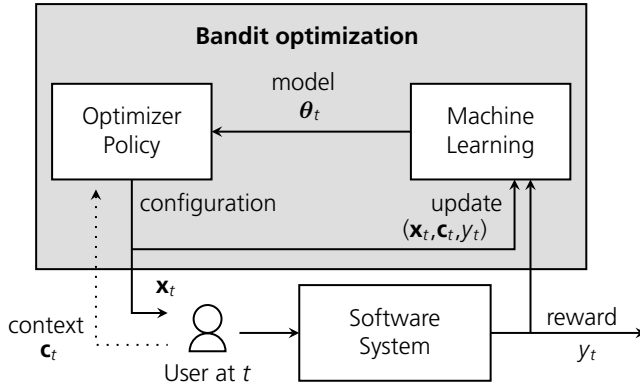 Bandit optimization
Optimizer
Policy
model
θt
Machine
Learning
configuration
update
(xt,ct,yt)
xt
context
ct
User at t
Software
System
reward
yt